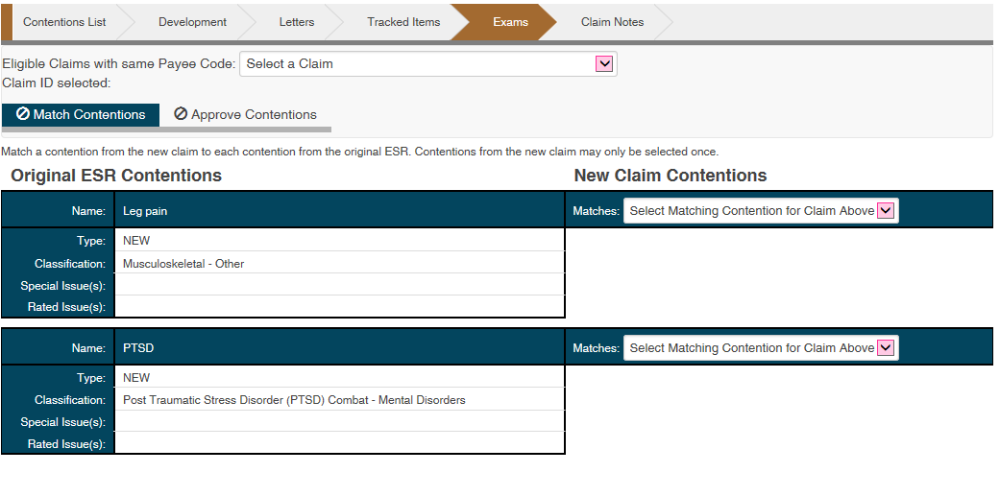 Contentions List Development Letters Tracked Items Exams Claim Notes
Eligible Claims with same Payee Code: Select a Claim
Claim ID selected:
Match Contentions Approve Contentions
Match a contention from the new claim to each contention from the original ESR. Contentions from the new claim may only be selected once.
Original ESR Contentions New Claim Contentions
Name: Leg pain Matches: Select Matching Contention for Claim Above
Type: NEW
Classification: Musculoskeletal - Other
Special Issue(s):
Rated Issue(s):
Name: PTSD Matches: Select Matching Contention for Claim Above
Type: NEW
Classification: Post Traumatic Stress Disorder (PTSD) Combat - Mental Disorders
Special Issue(s):
Rated Issue(s):